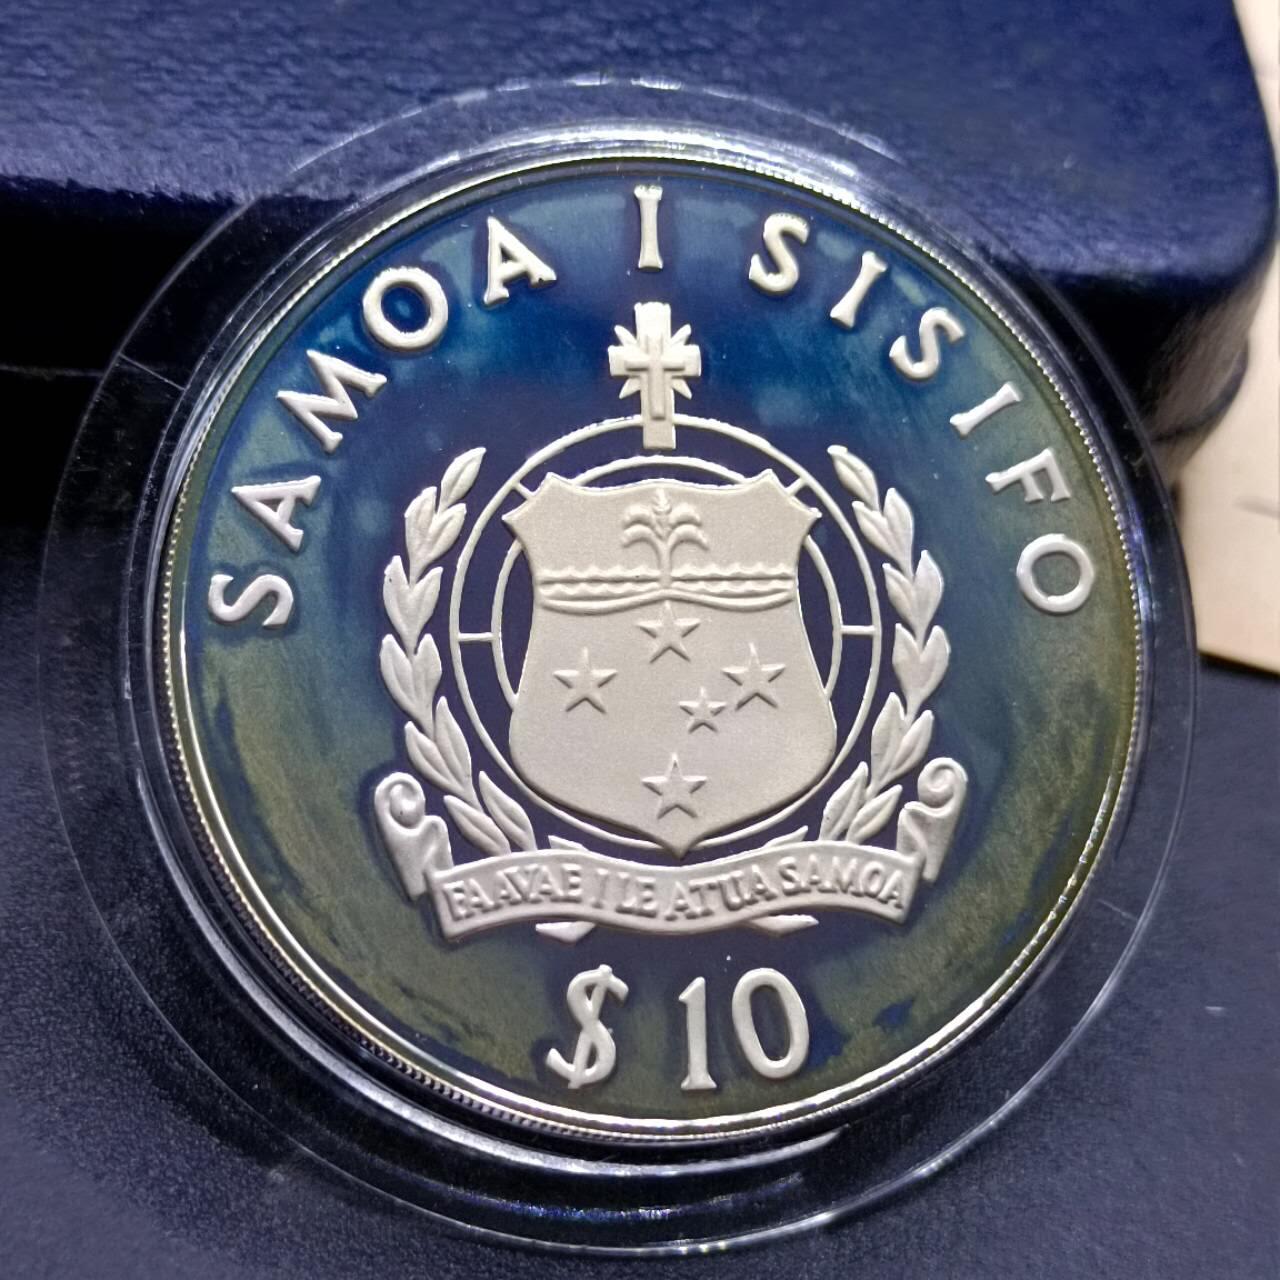 SAMOA I SISIFO
FAAVAE I LE ATUA SAMOA
$10